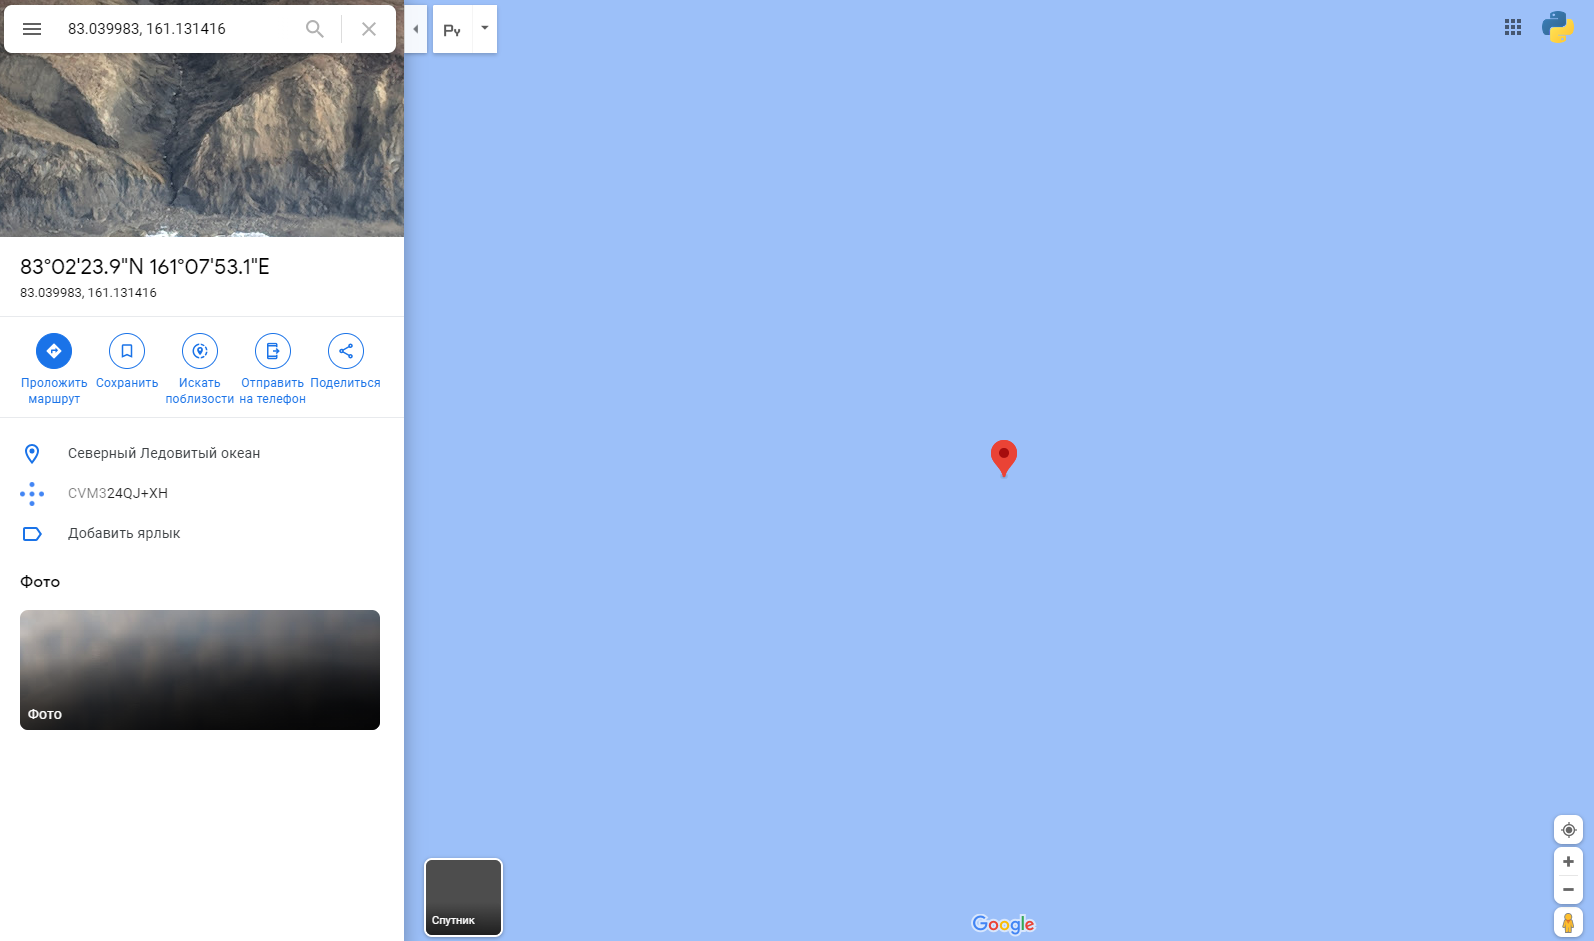 83.039983, 161.131416
Pу
83°02'23.9"N 161°07'53.1"E
83.039983, 161.131416
Проложить маршрут
Сохранить
Искать поблизости
Отправить на телефон
Поделиться
Северный Ледовитый океан
CVM324QJ+XH
Добавить ярлык
Фото
Фото
Спутник
Google